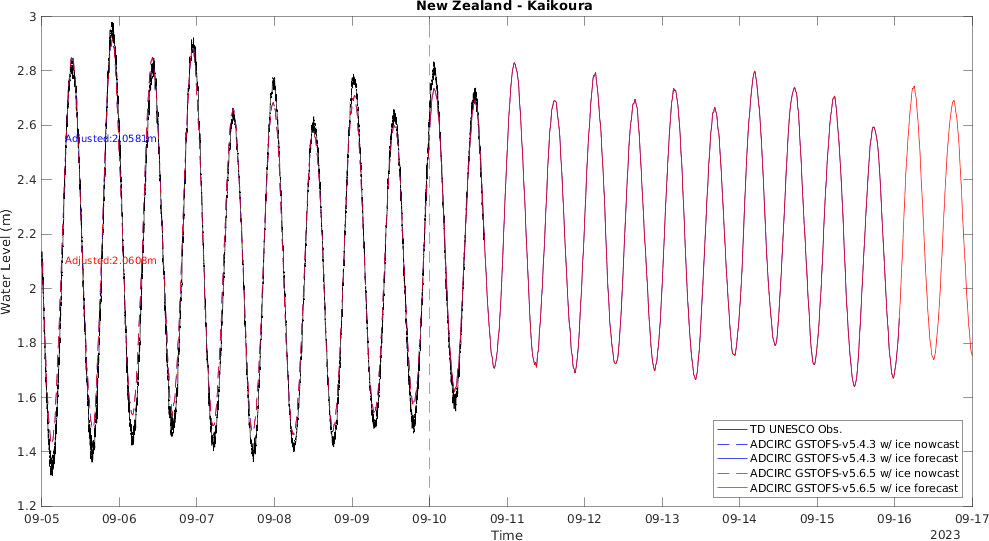 New Zealand - Kaikoura
Water Level (m)
3
2.8
2.6
2.4
2.2
2
1.8
1.6
1.4
1.2
Adjusted:2.0581m
Adjusted:2.0603m
TD UNESCO Obs.
ADCIRC GSTOFS-v5.4.3 w/ ice nowcast
ADCIRC GSTOFS-v5.4.3 w/ ice forecast
ADCIRC GSTOFS-v5.6.5 w/ ice nowcast
ADCIRC GSTOFS-v5.6.5 w/ ice forecast
09-05 09-06 09-07 09-08 09-09 09-10 09-11 09-12 09-13 09-14 09-15 09-16 09-17
Time
2023